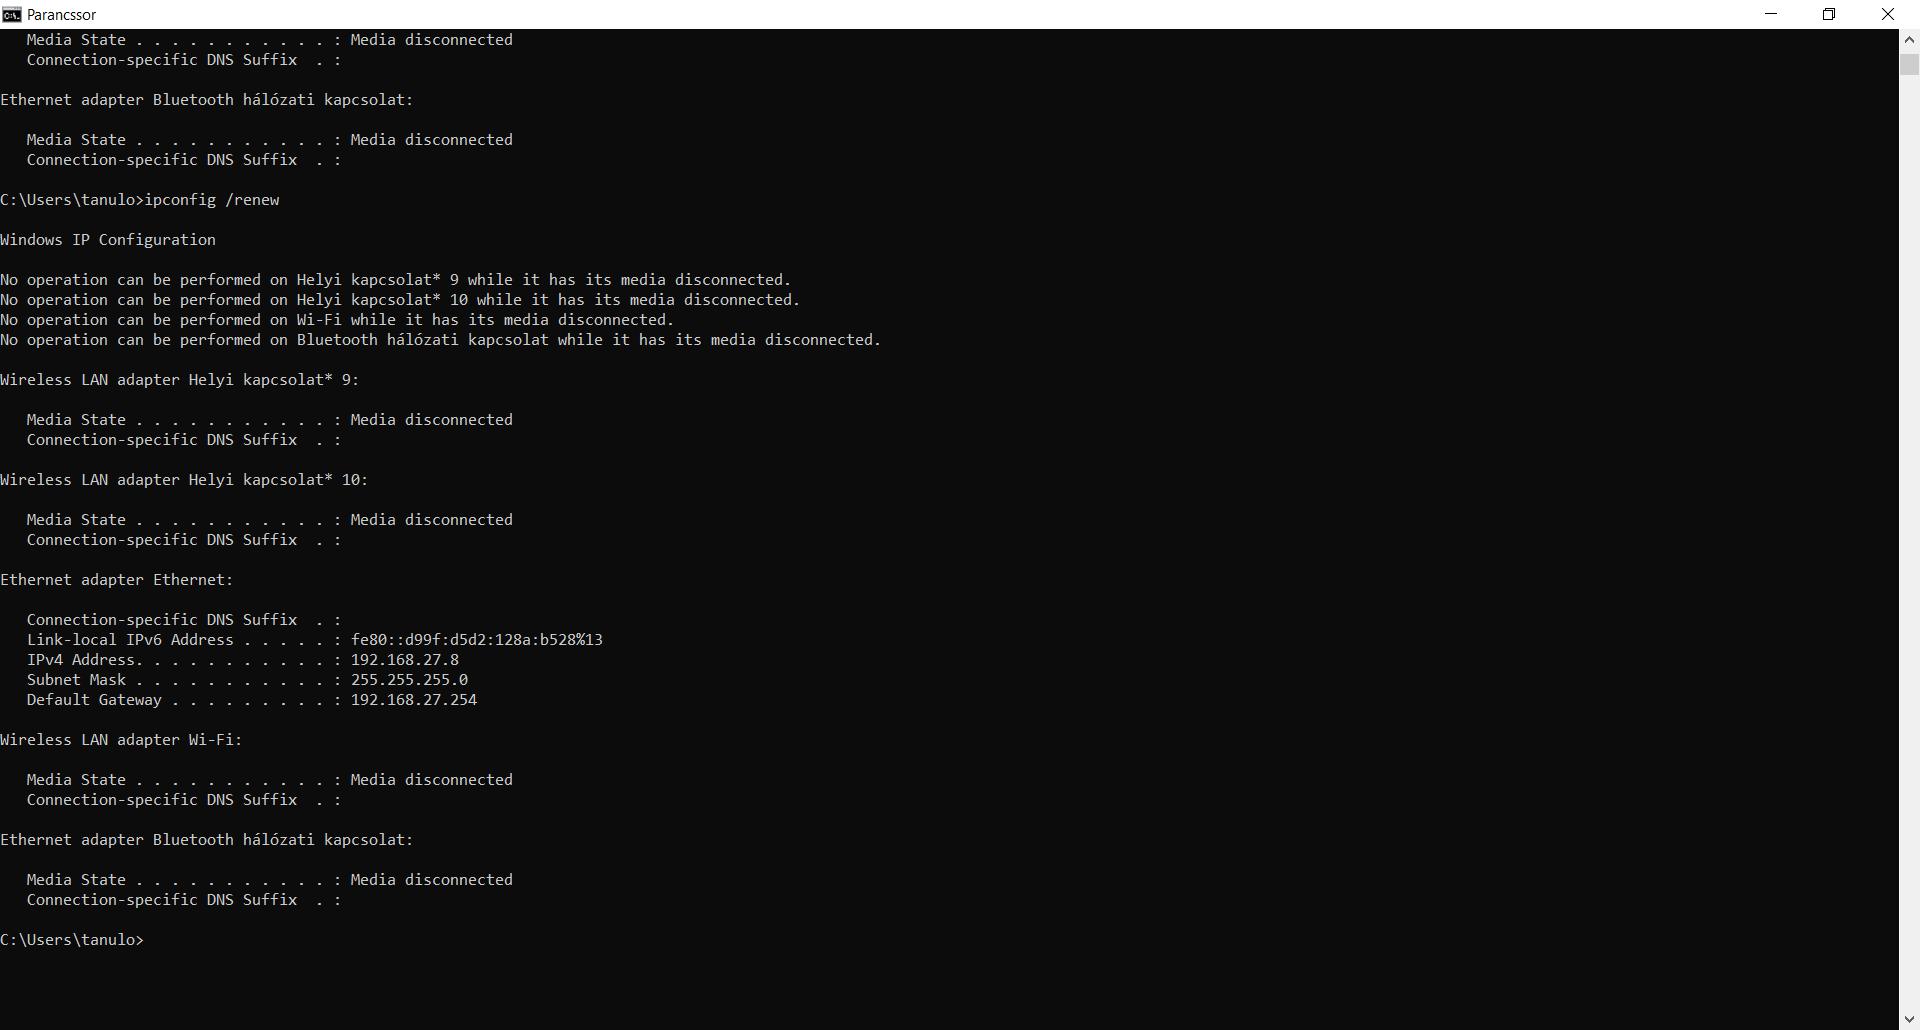 Parancssor
   Media State . . . . . . . . . . . : Media disconnected
   Connection-specific DNS Suffix  . :
Ethernet adapter Bluetooth hálózati kapcsolat:
   Media State . . . . . . . . . . . : Media disconnected
   Connection-specific DNS Suffix  . :
C:\Users\tanulo>ipconfig /renew
Windows IP Configuration
No operation can be performed on Helyi kapcsolat* 9 while it has its media disconnected.
No operation can be performed on Helyi kapcsolat* 10 while it has its media disconnected.
No operation can be performed on Wi-Fi while it has its media disconnected.
No operation can be performed on Bluetooth hálózati kapcsolat while it has its media disconnected.
Wireless LAN adapter Helyi kapcsolat* 9:
   Media State . . . . . . . . . . . : Media disconnected
   Connection-specific DNS Suffix  . :
Wireless LAN adapter Helyi kapcsolat* 10:
   Media State . . . . . . . . . . . : Media disconnected
   Connection-specific DNS Suffix  . :
Ethernet adapter Ethernet:
   Connection-specific DNS Suffix  . :
   Link-local IPv6 Address . . . . . : fe80::d99f:d5d2:128a:b528%13
   IPv4 Address. . . . . . . . . . . : 192.168.27.8
   Subnet Mask . . . . . . . . . . . : 255.255.255.0
   Default Gateway . . . . . . . . . : 192.168.27.254
Wireless LAN adapter Wi-Fi:
   Media State . . . . . . . . . . . : Media disconnected
   Connection-specific DNS Suffix  . :
Ethernet adapter Bluetooth hálózati kapcsolat:
   Media State . . . . . . . . . . . : Media disconnected
   Connection-specific DNS Suffix  . :
C:\Users\tanulo>